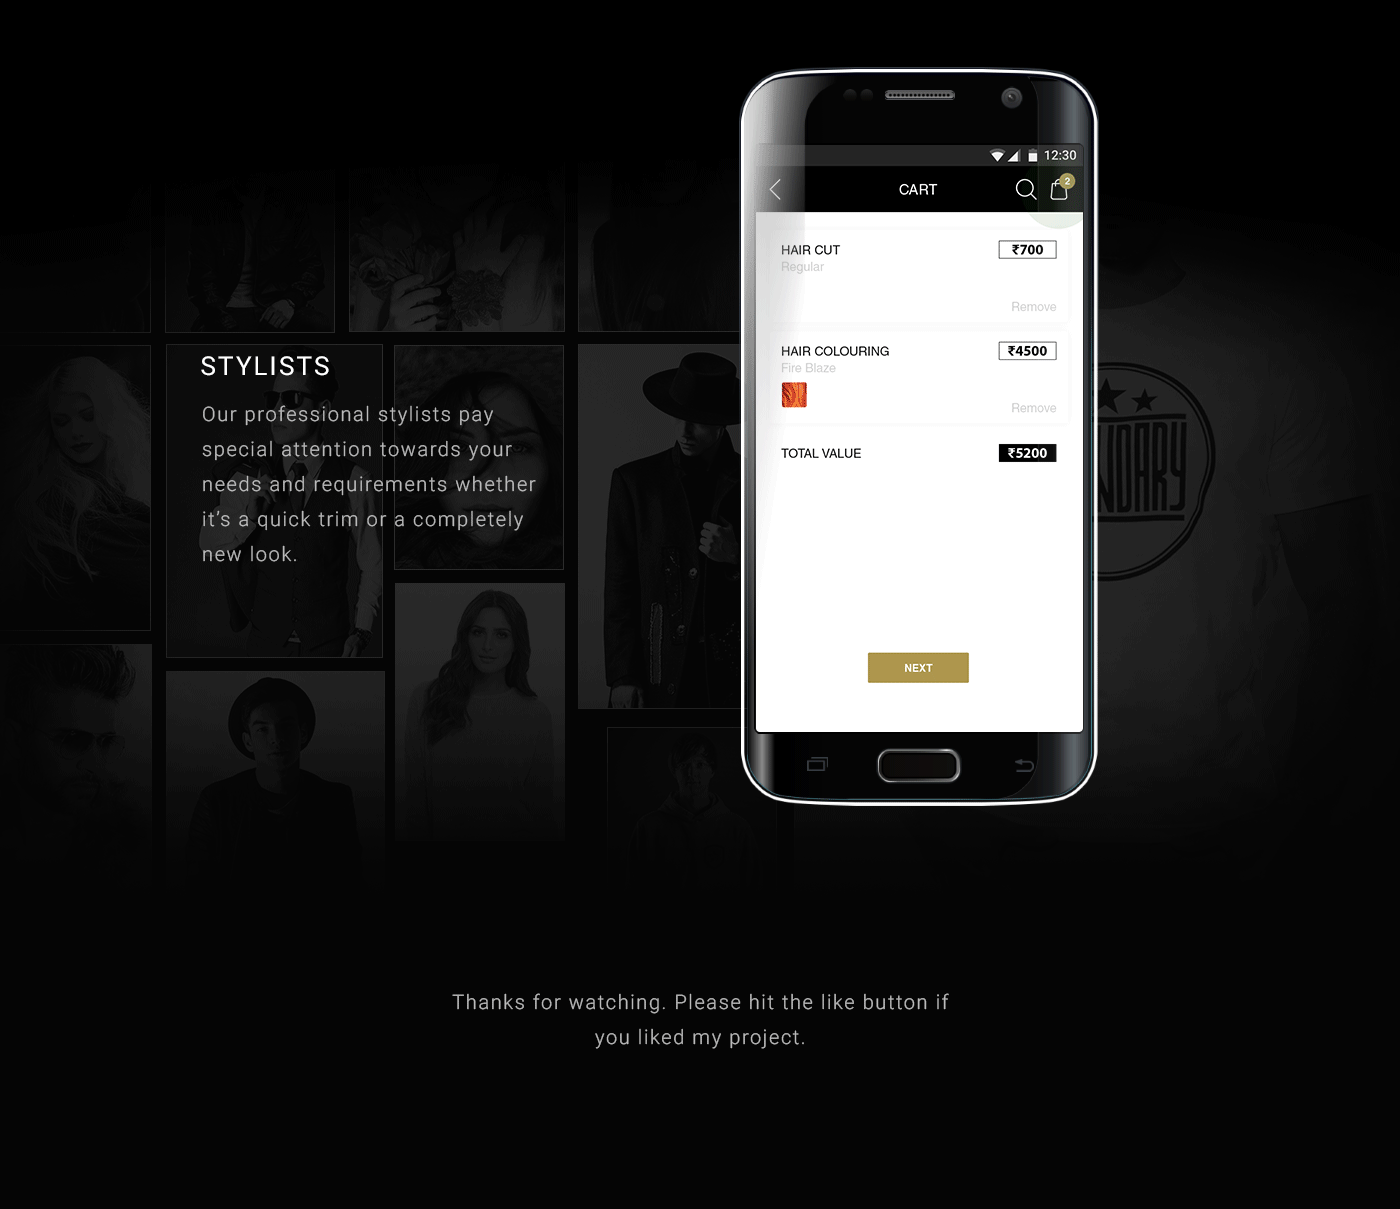 STYLISTS
Our professional stylists pay
special attention towards your
needs and requirements whether
it's a quick trim or a completely
new look.
12:30
CART
2
HAIR CUT
₹700
Regular
Remove
HAIR COLOURING
₹4500
Fire Blaze
Remove
TOTAL VALUE
₹5200
NEXT
NDARY
Thanks for watching. Please hit the like button if
you liked my project.